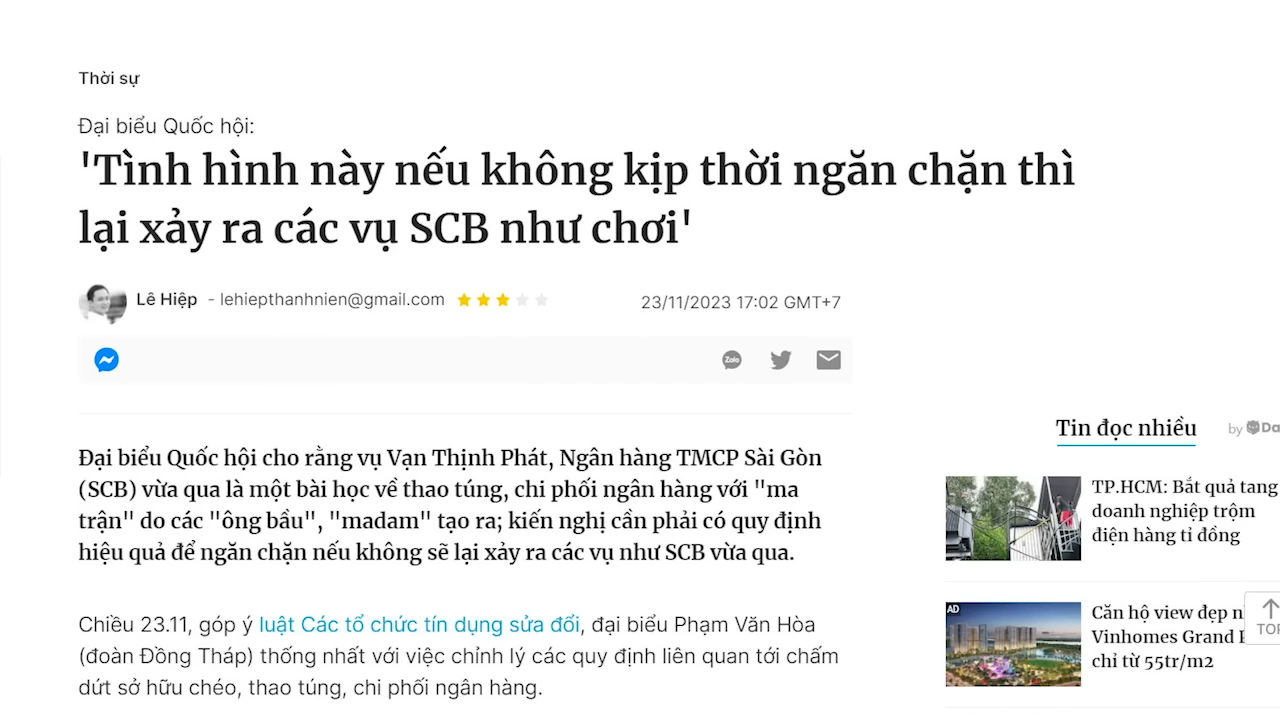 Thời sự
Đại biểu Quốc hội:
'Tình hình này nếu không kịp thời ngăn chặn thì
lại xảy ra các vụ SCB như chơi'
Lê Hiệp - lehiepthanhnien@gmail.com
23/11/2023 17:02 GMT+7
Zalo
Đại biểu Quốc hội cho rằng vụ Vạn Thịnh Phát, Ngân hàng TMCP Sài Gòn
(SCB) vừa qua là một bài học về thao túng, chi phối ngân hàng với "ma
trận" do các "ông bầu", "madam" tạo ra; kiến nghị cần phải có quy định
hiệu quả để ngăn chặn nếu không sẽ lại xảy ra các vụ như SCB vừa qua.
Chiều 23.11, góp ý luật Các tổ chức tín dụng sửa đổi, đại biểu Phạm Văn Hòa
(đoàn Đồng Tháp) thống nhất với việc chỉnh lý các quy định liên quan tới chấm
dứt sở hữu chéo, thao túng, chi phối ngân hàng.
Tin đọc nhiều
by
TP.HCM: Bắt quả tang
doanh nghiệp trộm
điện hàng tỉ đồng
AD
Căn hộ view đẹp
Vinhomes Grand
chỉ từ 55tr/m2
TOP